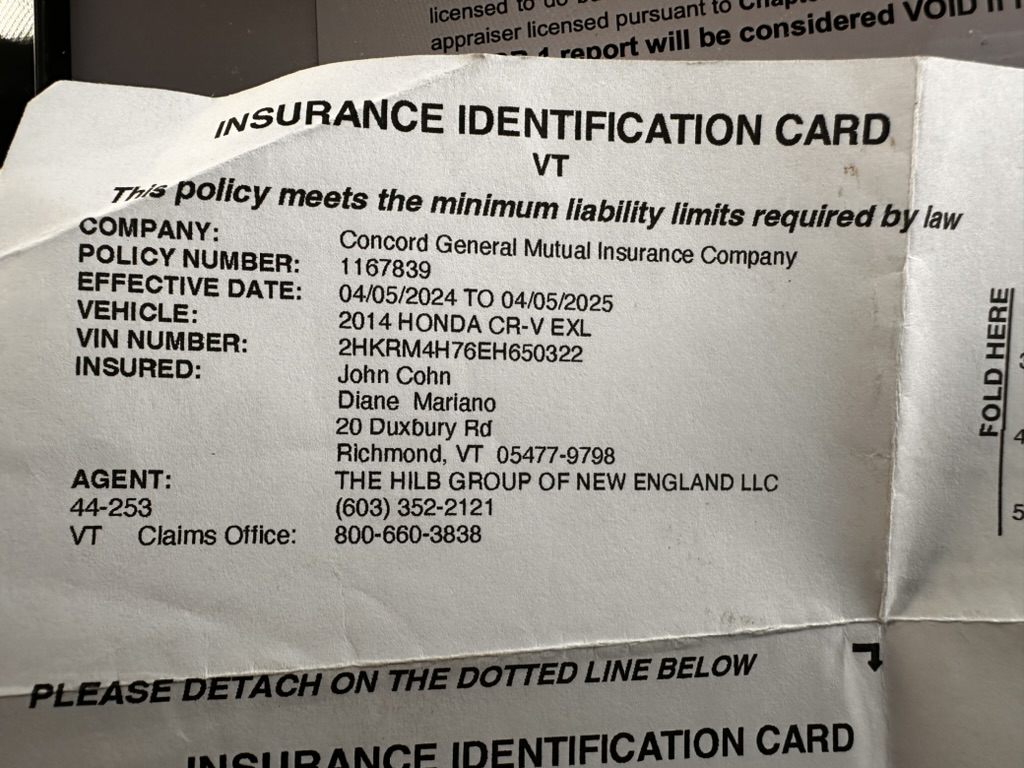 licensed to do
appraiser licensed pursuant to
1 report will be considered VOID
INSURANCE IDENTIFICATION CARD
VT
This policy meets the minimum liability limits required by law
COMPANY: Concord General Mutual Insurance Company
POLICY NUMBER: 1167839
EFFECTIVE DATE: 04/05/2024 TO 04/05/2025
VEHICLE: 2014 HONDA CR-V EXL
VIN NUMBER: 2HKRM4H76EH650322
INSURED: John Cohn
Diane Mariano
20 Duxbury Rd
Richmond, VT 05477-9798
AGENT: THE HILB GROUP OF NEW ENGLAND LLC
44-253 (603) 352-2121
VT Claims Office: 800-660-3838
FOLD HERE
4
5
PLEASE DETACH ON THE DOTTED LINE BELOW
INSURANCE IDENTIFICATION CARD